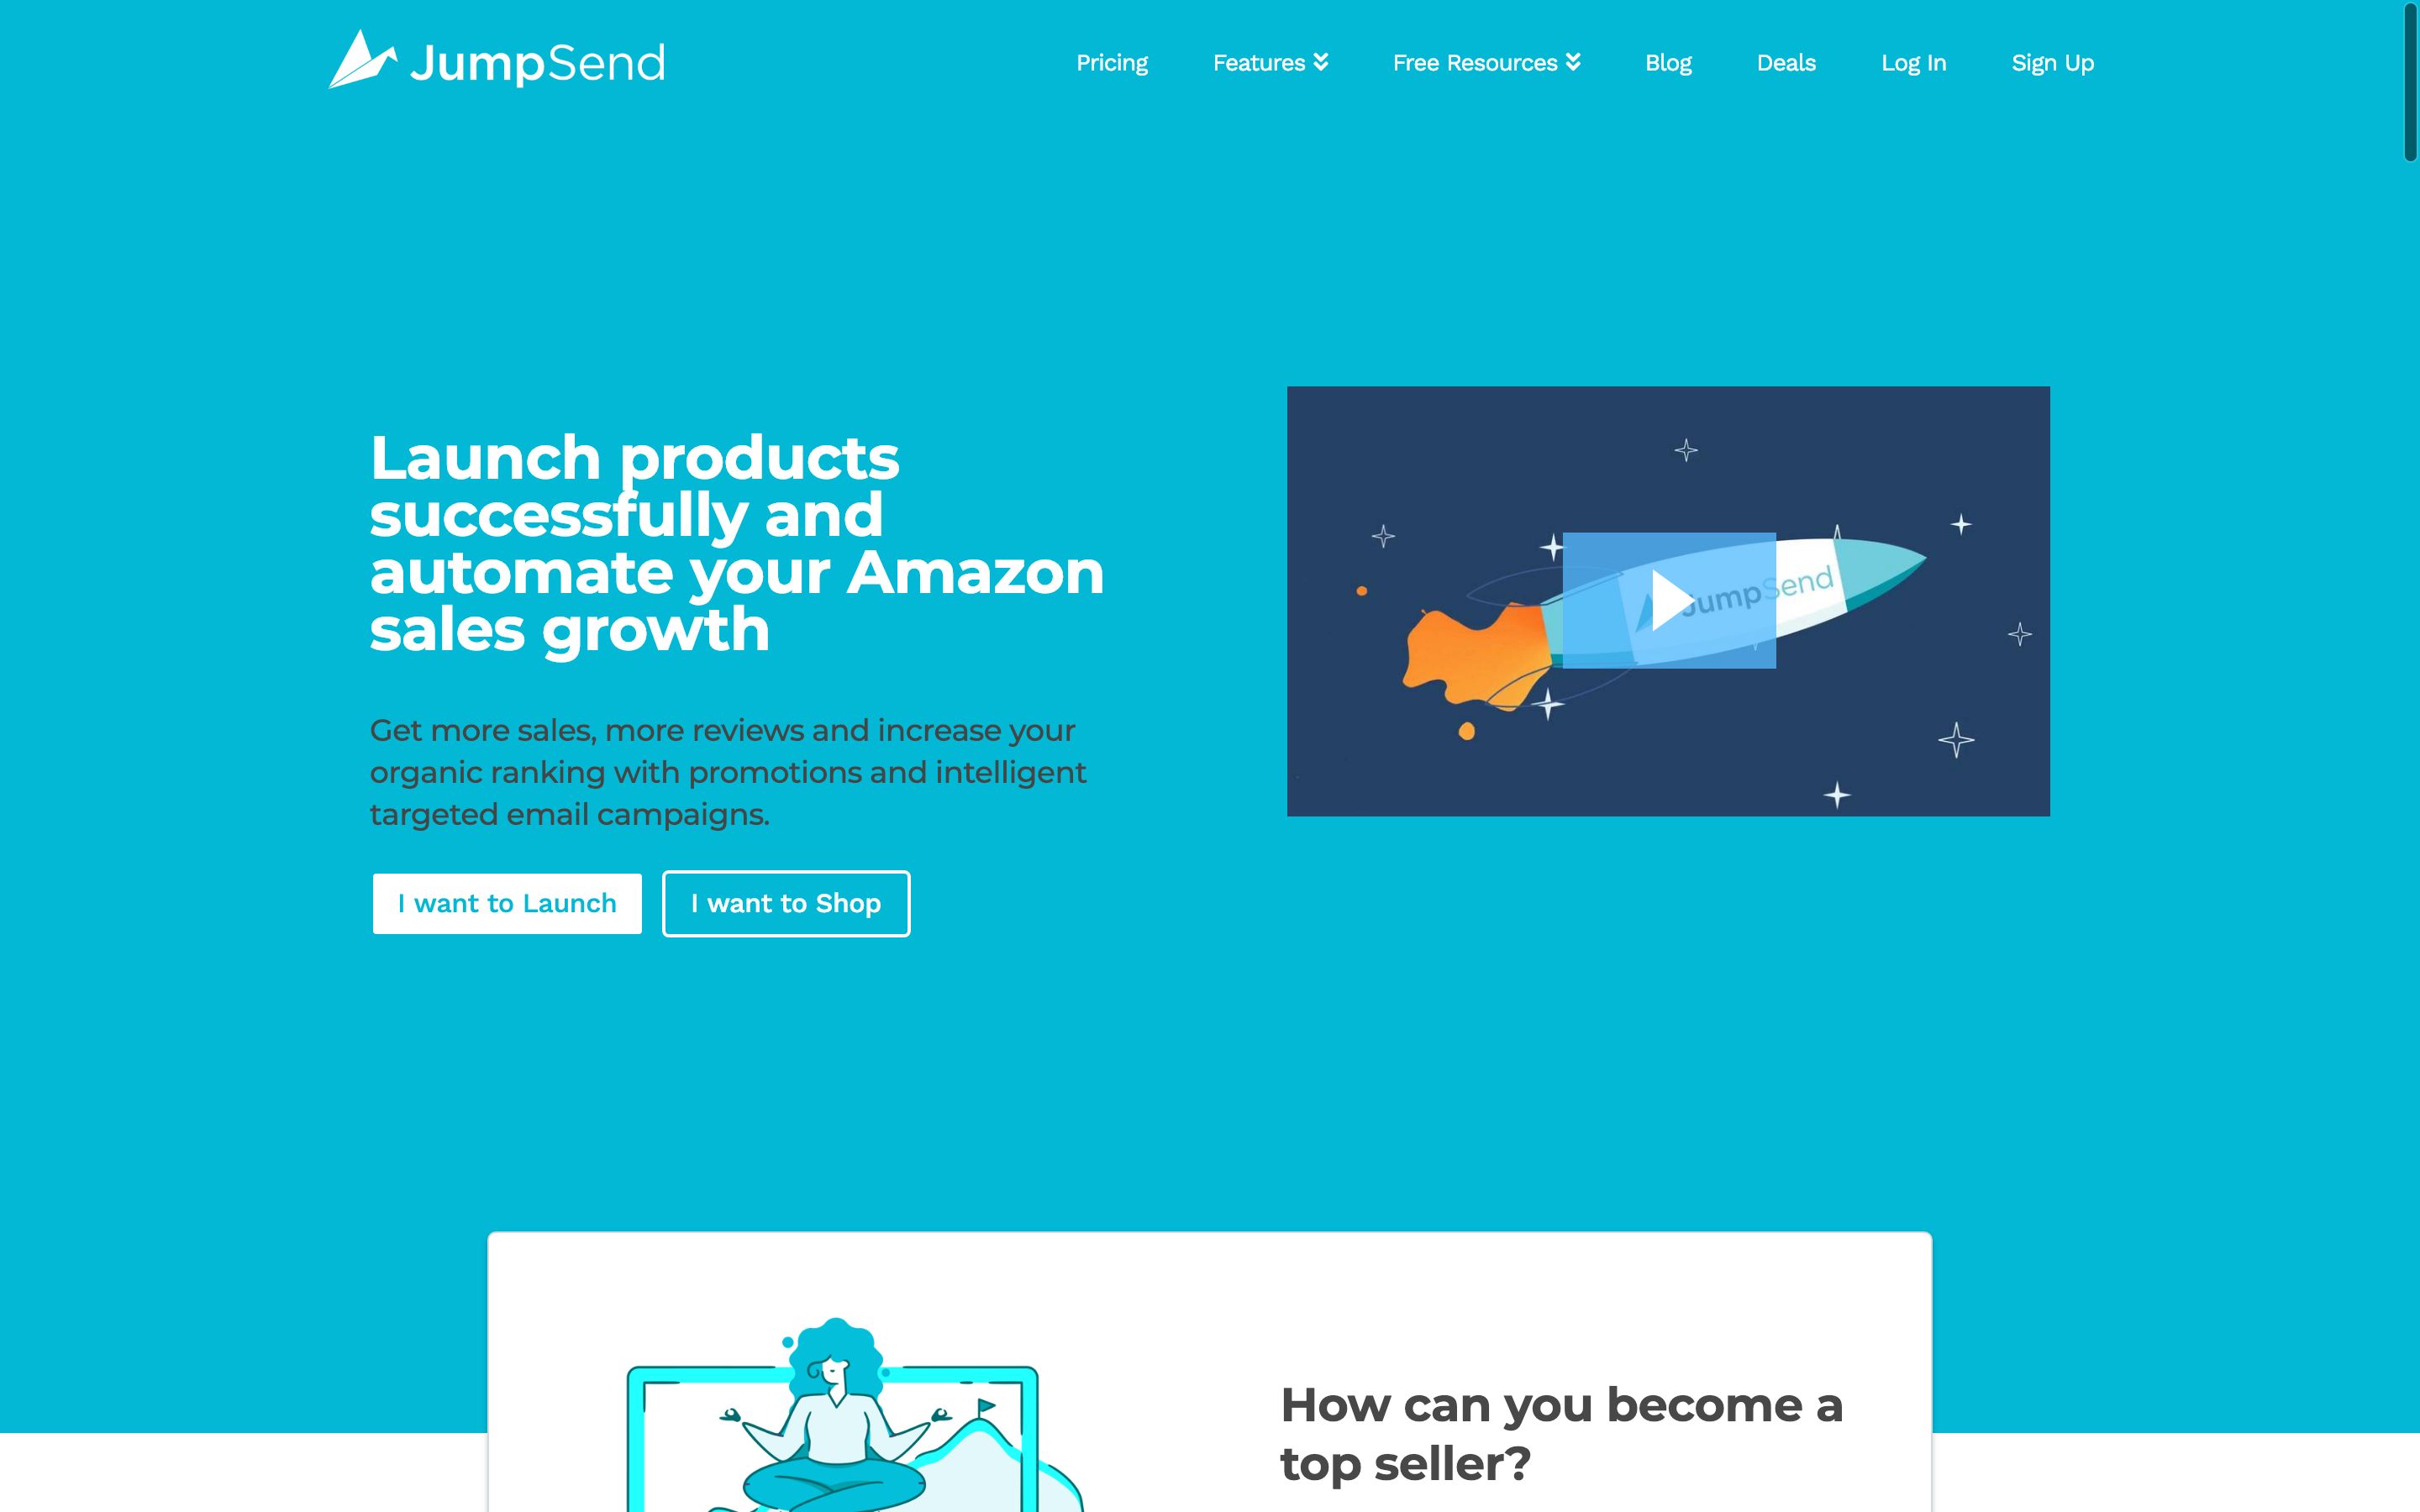 JumpSend
Pricing
Features
Free Resources
Blog
Deals
Log In
Sign Up
Launch products
successfully and
automate your Amazon
sales growth
Get more sales, more reviews and increase your
organic ranking with promotions and intelligent
targeted email campaigns.
I want to Launch
I want to Shop
JumpSend
How can you become a
top seller?